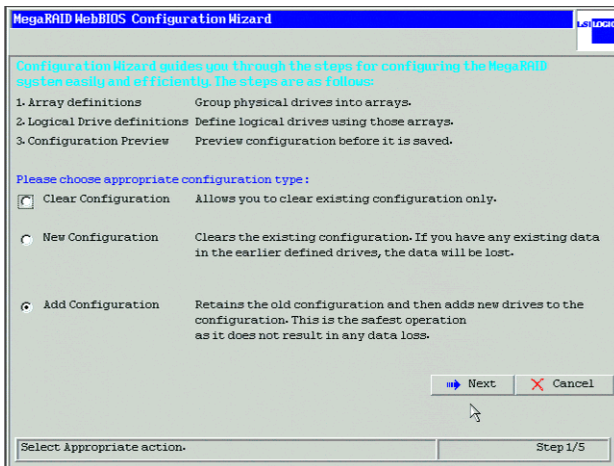 MegaRAID WebBIOS Configuration Wizard
LSI LOGIC
Configuration Wizard guides you through the steps for configuring the MegaRAID
system easily and efficiently. The steps are as follows:
1. Array definitions Group physical drives into arrays.
2. Logical Drive definitions Define logical drives using those arrays.
3. Configuration Preview Preview configuration before it is saved.
Please choose appropriate configuration type:
Clear Configuration Allows you to clear existing configuration only.
New Configuration Clears the existing configuration. If you have any existing data
in the earlier defined drives, the data will be lost.
Add Configuration Retains the old configuration and then adds new drives to the
configuration. This is the safest operation
as it does not result in any data loss.
Next Cancel
Select Appropriate action. Step 1/5